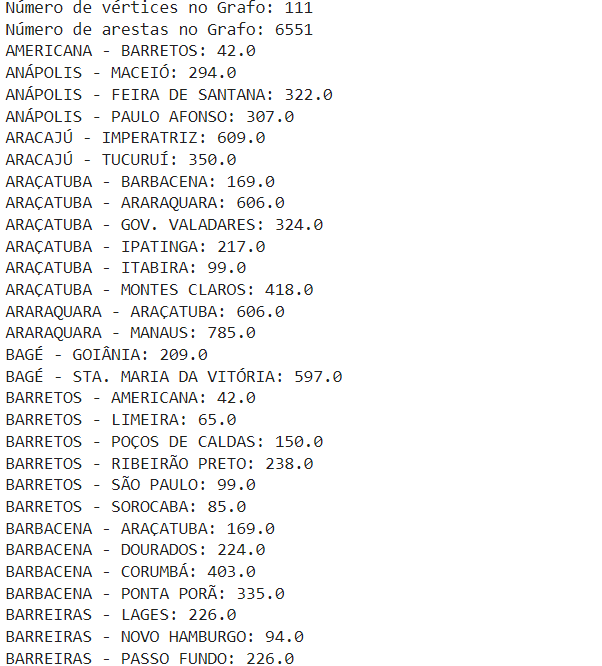 Número de vértices no Grafo: 111
Número de arestas no Grafo: 6551
AMERICANA - BARRETOS: 42.0
ANÁPOLIS - MACEIÓ: 294.0
ANÁPOLIS - FEIRA DE SANTANA: 322.0
ANÁPOLIS - PAULO AFONSO: 307.0
ARACAJÚ - IMPERATRIZ: 609.0
ARACAJÚ - TUCURUÍ: 350.0
ARAÇATUBA - BARBACENA: 169.0
ARAÇATUBA - ARARAQUARA: 606.0
ARAÇATUBA - GOV. VALADARES: 324.0
ARAÇATUBA - IPATINGA: 217.0
ARAÇATUBA - ITABIRA: 99.0
ARAÇATUBA - MONTES CLAROS: 418.0
ARARAQUARA - ARAÇATUBA: 606.0
ARARAQUARA - MANAUS: 785.0
BAGÉ - GOIÂNIA: 209.0
BAGÉ - STA. MARIA DA VITÓRIA: 597.0
BARRETOS - AMERICANA: 42.0
BARRETOS - LIMEIRA: 65.0
BARRETOS - POÇOS DE CALDAS: 150.0
BARRETOS - RIBEIRÃO PRETO: 238.0
BARRETOS - SÃO PAULO: 99.0
BARRETOS - SOROCABA: 85.0
BARBACENA - ARAÇATUBA: 169.0
BARBACENA - DOURADOS: 224.0
BARBACENA - CORUMBÁ: 403.0
BARBACENA - PONTA PORÃ: 335.0
BARREIRAS - LAGES: 226.0
BARREIRAS - NOVO HAMBURGO: 94.0
BARREIRAS - PASSO FUNDO: 226.0